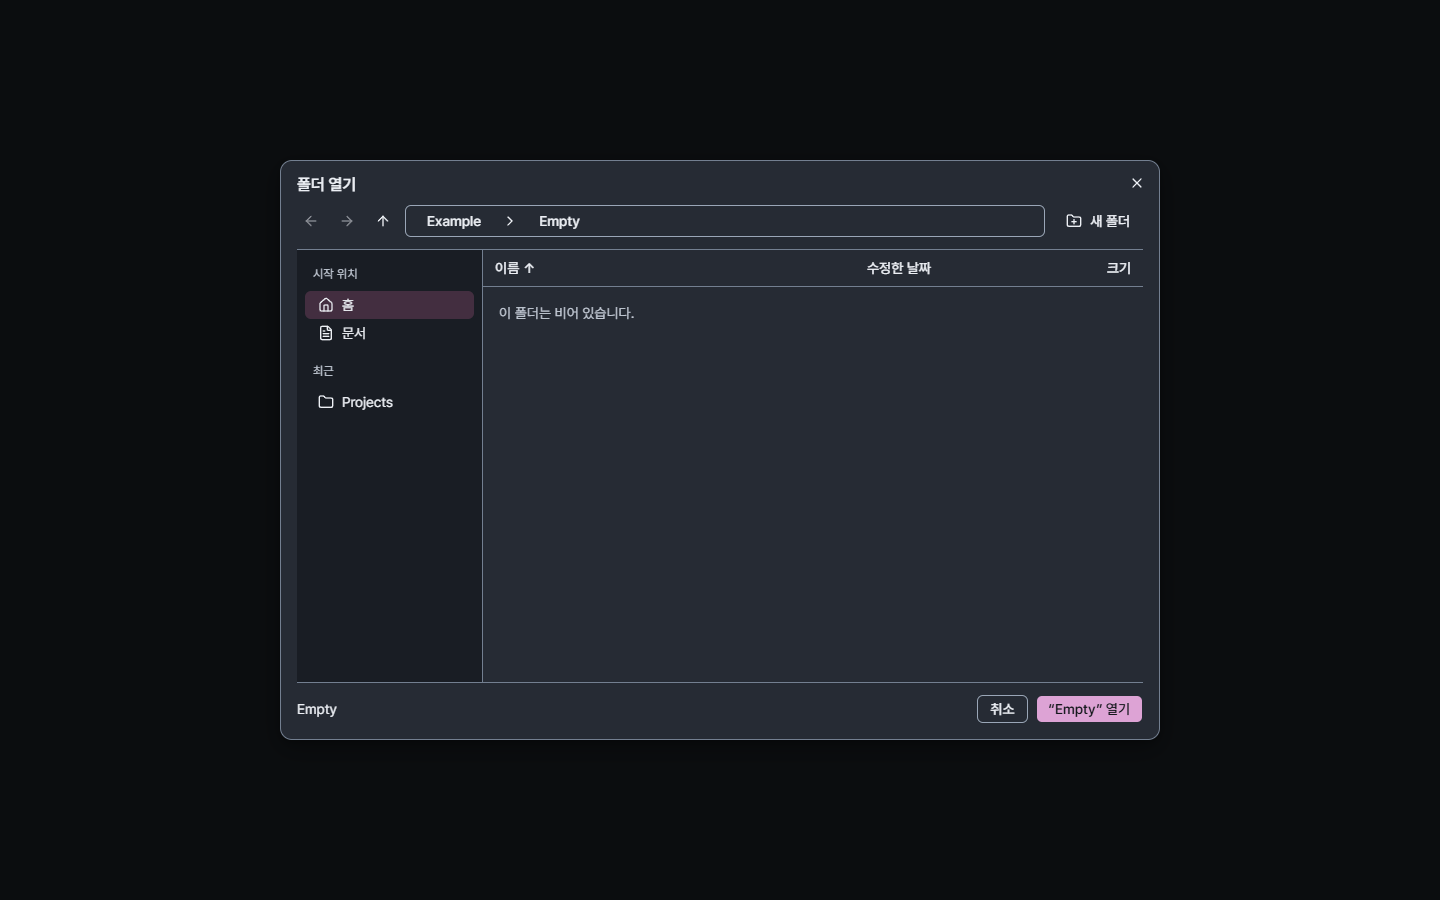 폴더 열기
Example Empty 새 폴더
시작 위치
홈
문서
최근
Projects
이름 수정한 날짜 크기
이 폴더는 비어 있습니다.
Empty 취소 “Empty” 열기